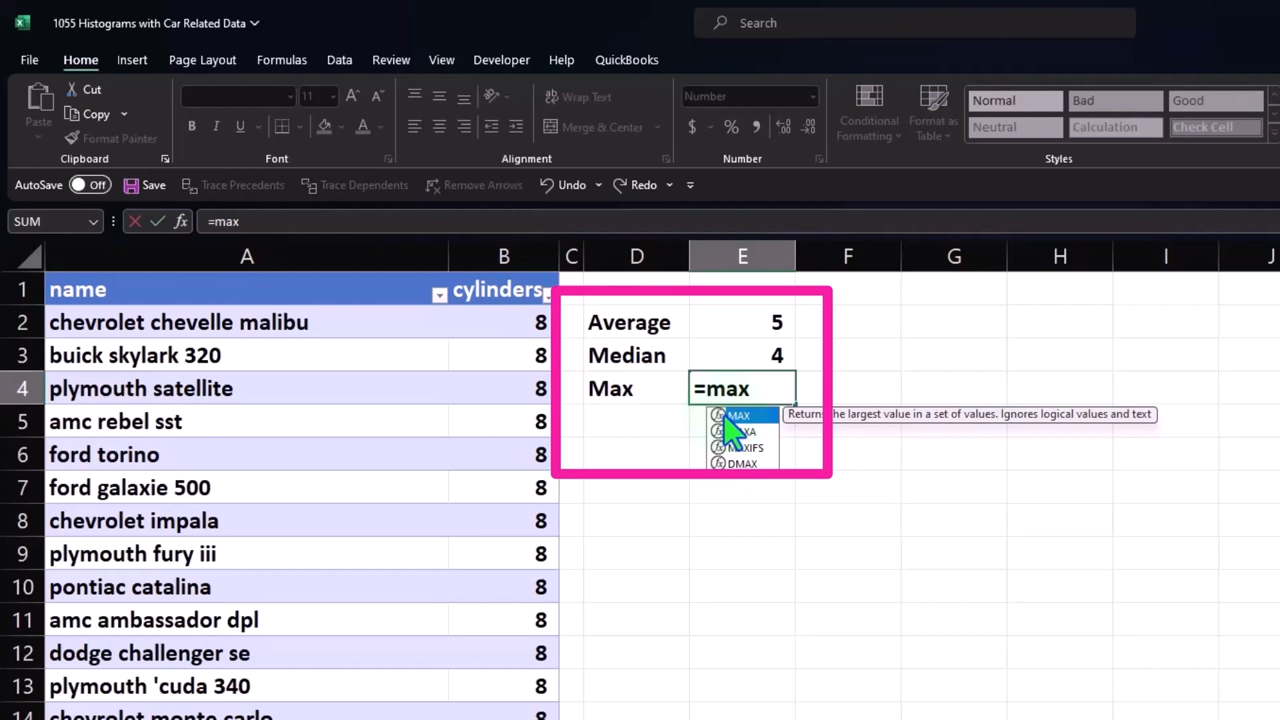 1055 Histograms with Car Related Data
Search
File Home Insert Page Layout Formulas Data Review View Developer Help QuickBooks
Paste
Cut
Copy
Format Painter
Clipboard
11
B I U
Font
Wrap Text
Merge & Center
Alignment
Number
$ %
Number
Conditional Formatting
Format as Table
Normal Bad Good
Neutral Calculation Check Cell
Styles
AutoSave Off Save Trace Precedents Trace Dependents Remove Arrows Undo Redo
SUM fx =max
A B C D E F G H I J
1 name cylinders
2 chevrolet chevelle malibu 8 Average 5
3 buick skylark 320 8 Median 4
4 plymouth satellite 8 Max =max
MAX Returns the largest value in a set of values. Ignores logical values and text
5 amc rebel sst 8
MAXIFS
6 ford torino 8
DMAX
7 ford galaxie 500 8
8 chevrolet impala 8
9 plymouth fury iii 8
10 pontiac catalina 8
11 amc ambassador dpl 8
12 dodge challenger se 8
13 plymouth 'cuda 340 8
14 chevrolet monte carlo